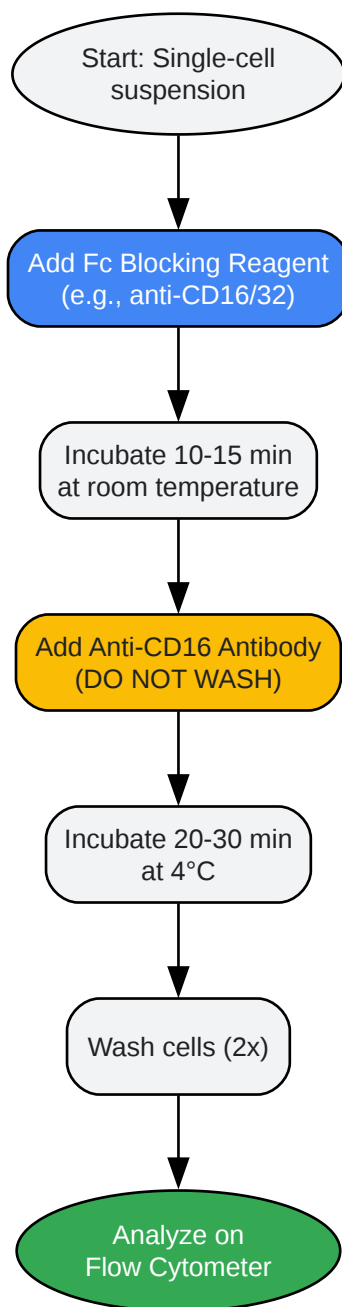 Start: Single-cell
suspension
Add Fc Blocking Reagent
(e.g., anti-CD16/32)
Incubate 10-15 min
at room temperature
Add Anti-CD16 Antibody
(DO NOT WASH)
Incubate 20-30 min
at 4°C
Wash cells (2x)
Analyze on
Flow Cytometer